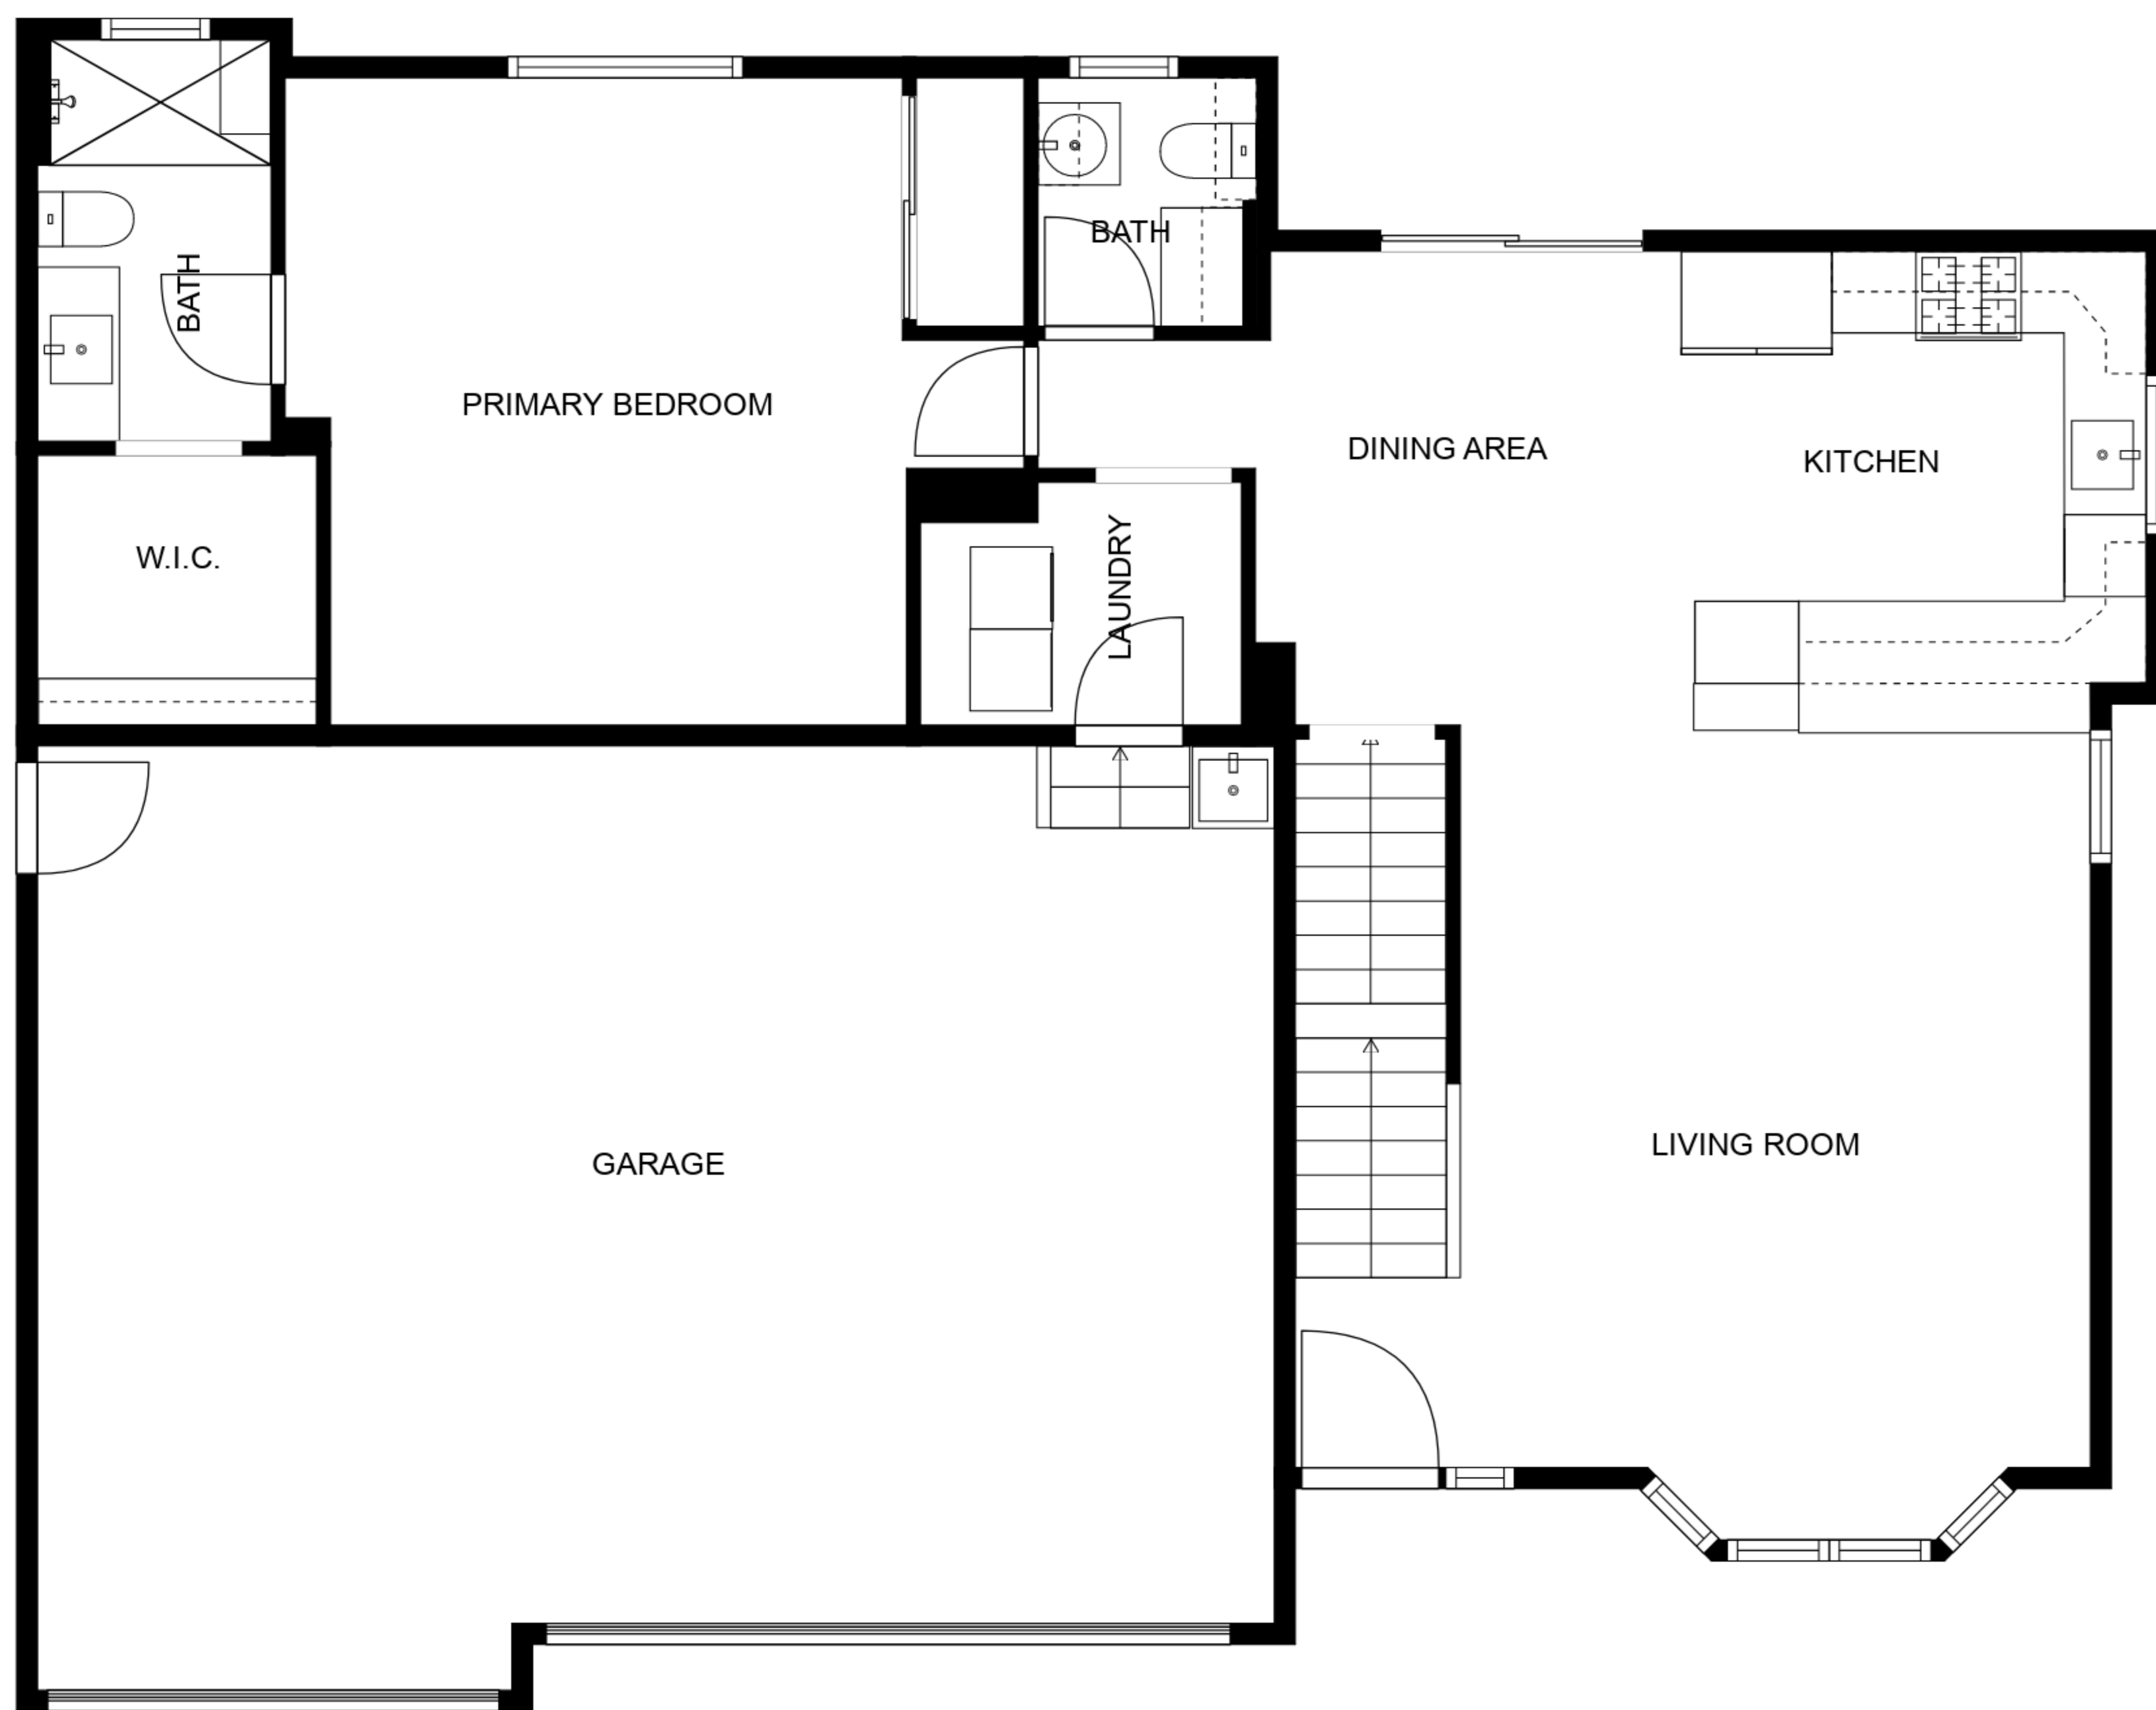 BATH
BATH
PRIMARY BEDROOM
DINING AREA
KITCHEN
W.I.C.
LAUNDRY
GARAGE
LIVING ROOM